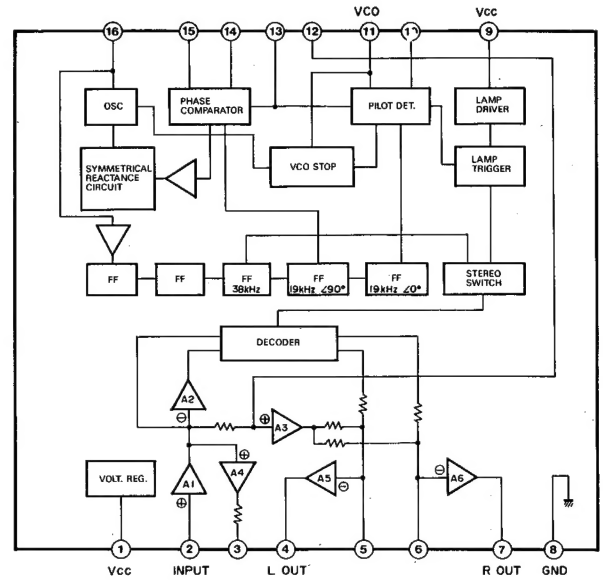 VCO
VCC
16
15
14
13
12
11
10
9
OSC
PHASE
COMPARATOR
PILOT DET.
LAMP
DRIVER
SYMMETRICAL
REACTANCE
CIRCUIT
VCO STOP
LAMP
TRIGGER
FF
FF
FF
38kHz
FF
19kHz ∠90°
FF
19kHz ∠0°
STEREO
SWITCH
DECODER
A2
⊖
⊕
A3
⊕
A4
VOLT. REG.
A1
⊕
A5
⊖
⊖
A6
1
2
3
4
5
6
7
8
VCC
INPUT
L OUT
R OUT
GND